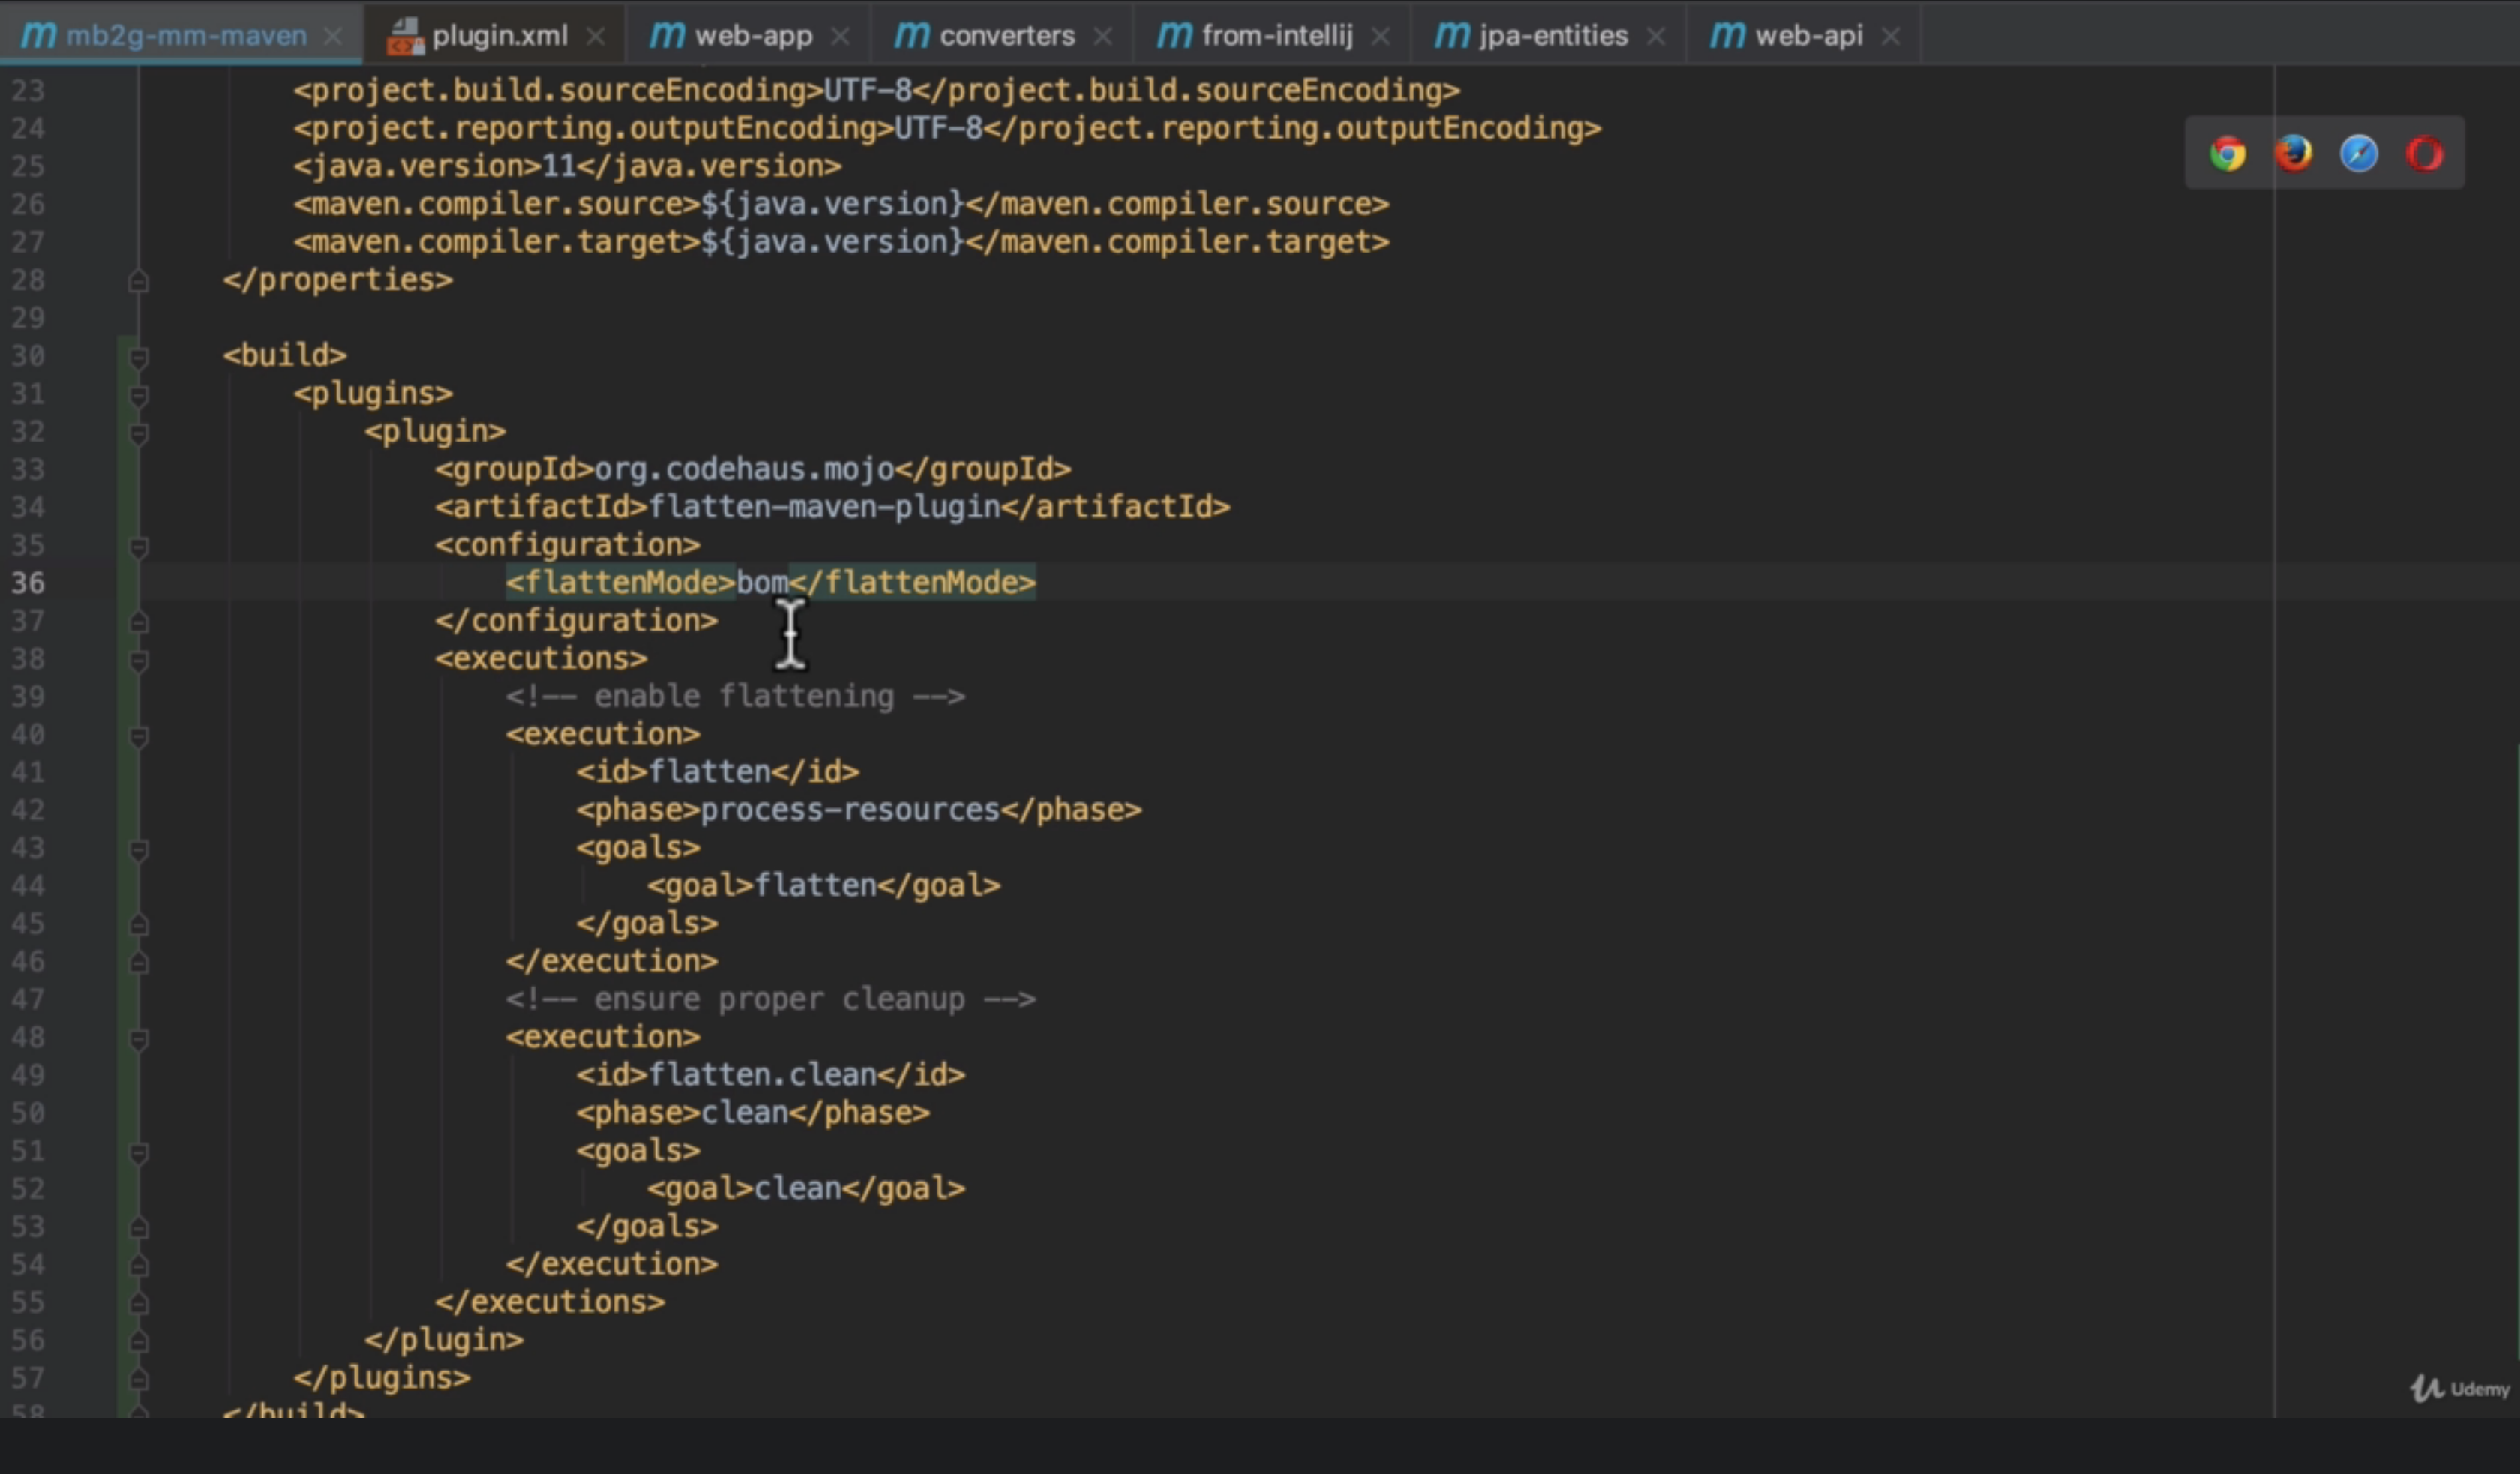 mb2g-mm-maven plugin.xml web-app converters from-intellij jpa-entities web-api
23 <project.build.sourceEncoding>UTF-8</project.build.sourceEncoding>
24 <project.reporting.outputEncoding>UTF-8</project.reporting.outputEncoding>
25 <java.version>11</java.version>
26 <maven.compiler.source>${java.version}</maven.compiler.source>
27 <maven.compiler.target>${java.version}</maven.compiler.target>
28 </properties>
29
30 <build>
31 <plugins>
32 <plugin>
33 <groupId>org.codehaus.mojo</groupId>
34 <artifactId>flatten-maven-plugin</artifactId>
35 <configuration>
36 <flattenMode>bom</flattenMode>
37 </configuration>
38 <executions>
39 <!-- enable flattening -->
40 <execution>
41 <id>flatten</id>
42 <phase>process-resources</phase>
43 <goals>
44 <goal>flatten</goal>
45 </goals>
46 </execution>
47 <!-- ensure proper cleanup -->
48 <execution>
49 <id>flatten.clean</id>
50 <phase>clean</phase>
51 <goals>
52 <goal>clean</goal>
53 </goals>
54 </execution>
55 </executions>
56 </plugin>
57 </plugins>
58 </build>
Udemy